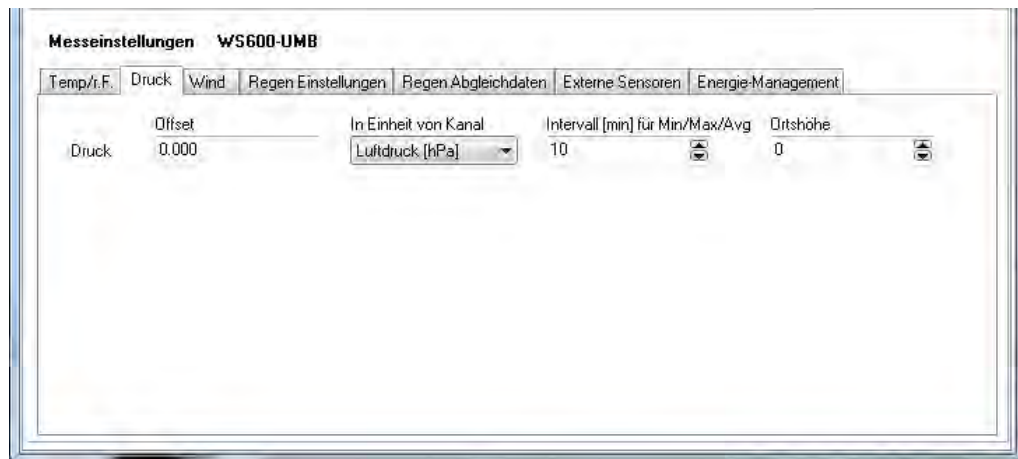 Messeinstellungen WS600-UMB
Temp/r.F. Druck Wind Regen Einstellungen Regen Abgleichdaten Externe Sensoren Energie-Management
Offset In Einheit von Kanal Intervall [min] für Min/Max/Avg Ortshöhe
Druck 0.000 Luftdruck [hPa] 10 0